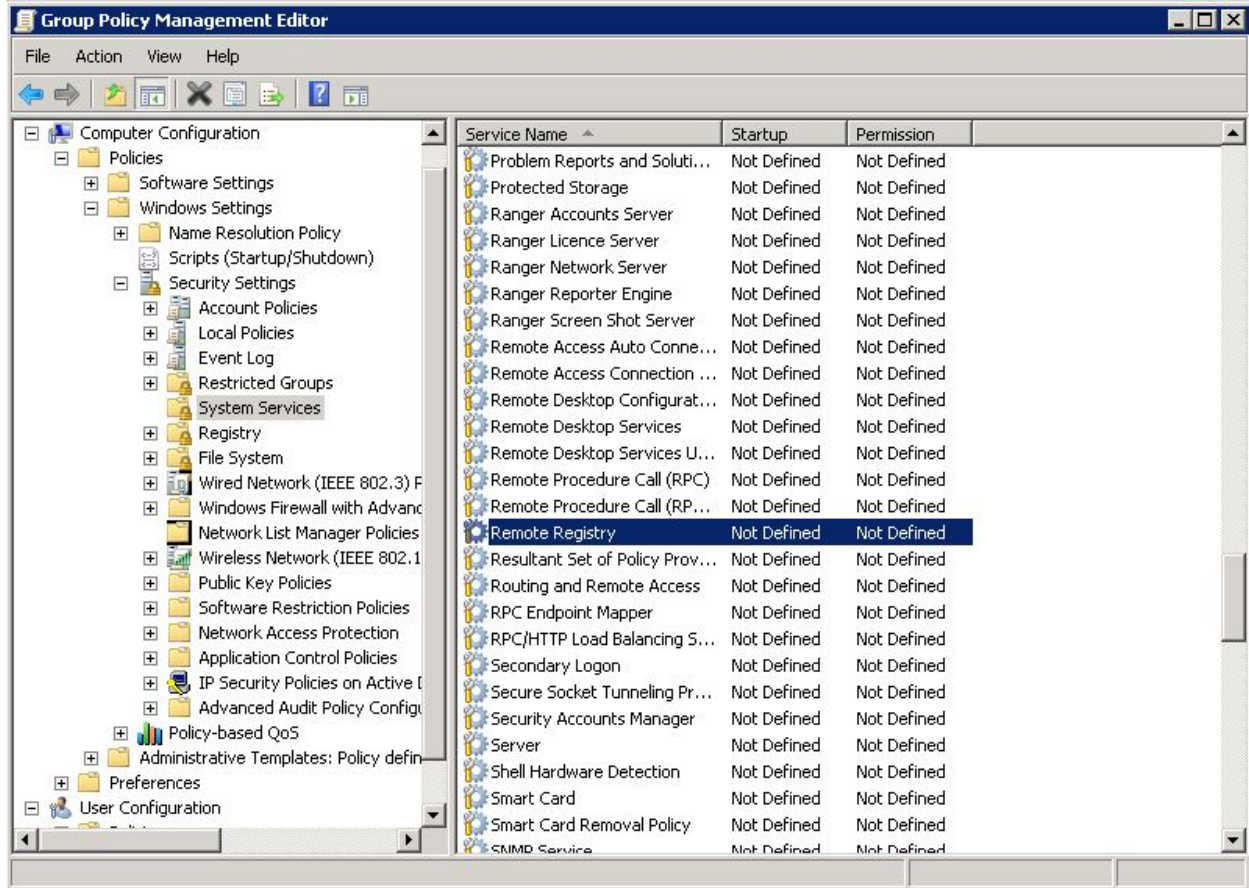 Group Policy Management Editor
File Action View Help
Computer Configuration
Policies
Software Settings
Windows Settings
Name Resolution Policy
Scripts (Startup/Shutdown)
Security Settings
Account Policies
Local Policies
Event Log
Restricted Groups
System Services
Registry
File System
Wired Network (IEEE 802.3) P
Windows Firewall with Advanc
Network List Manager Policies
Wireless Network (IEEE 802.1
Public Key Policies
Software Restriction Policies
Network Access Protection
Application Control Policies
IP Security Policies on Active D
Advanced Audit Policy Configu
Policy-based QoS
Administrative Templates: Policy defin
Preferences
User Configuration
Service Name Startup Permission
Problem Reports and Soluti... Not Defined Not Defined
Protected Storage Not Defined Not Defined
Ranger Accounts Server Not Defined Not Defined
Ranger Licence Server Not Defined Not Defined
Ranger Network Server Not Defined Not Defined
Ranger Reporter Engine Not Defined Not Defined
Ranger Screen Shot Server Not Defined Not Defined
Remote Access Auto Conne... Not Defined Not Defined
Remote Access Connection ... Not Defined Not Defined
Remote Desktop Configurat... Not Defined Not Defined
Remote Desktop Services Not Defined Not Defined
Remote Desktop Services U... Not Defined Not Defined
Remote Procedure Call (RPC) Not Defined Not Defined
Remote Procedure Call (RP... Not Defined Not Defined
Remote Registry Not Defined Not Defined
Resultant Set of Policy Prov... Not Defined Not Defined
Routing and Remote Access Not Defined Not Defined
RPC Endpoint Mapper Not Defined Not Defined
RPC/HTTP Load Balancing S... Not Defined Not Defined
Secondary Logon Not Defined Not Defined
Secure Socket Tunneling Pr... Not Defined Not Defined
Security Accounts Manager Not Defined Not Defined
Server Not Defined Not Defined
Shell Hardware Detection Not Defined Not Defined
Smart Card Not Defined Not Defined
Smart Card Removal Policy Not Defined Not Defined
SNMP Service Not Defined Not Defined